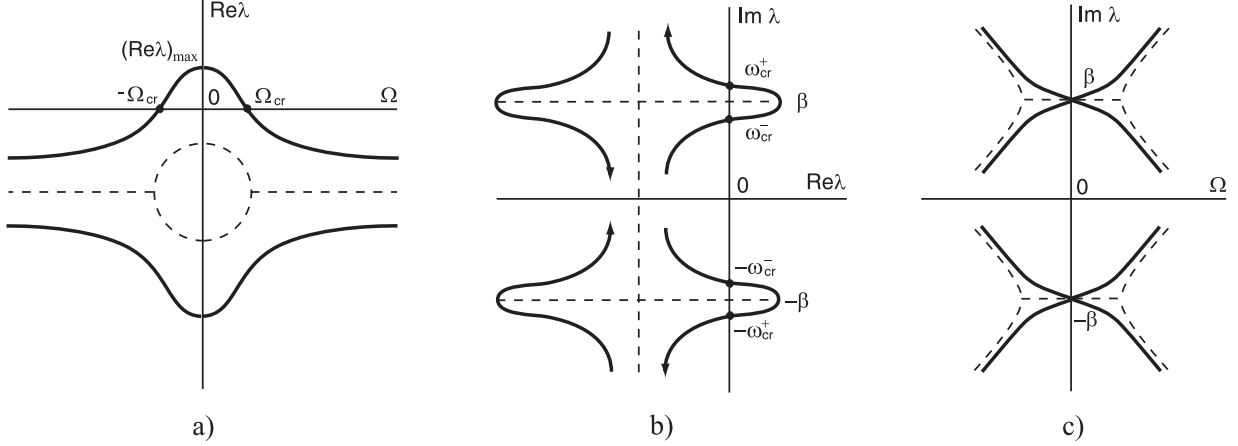 Reλ
(Reλ)max
-Ωcr 0 Ωcr Ω
a)
Im λ
ω+cr
β
ω−cr
0 Reλ
−ω−cr
−β
−ω+cr
b)
Im λ
β
0 Ω
−β
c)